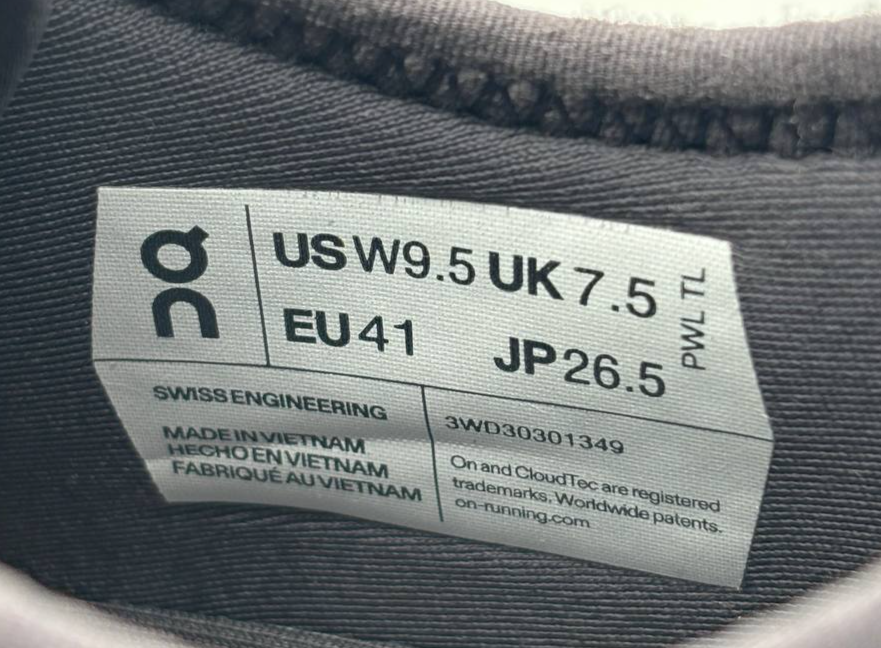 On
US W9.5 UK 7.5
EU 41 JP 26.5
PWL TL
SWISS ENGINEERING
MADE IN VIETNAM
HECHO EN VIETNAM
FABRIQUÉ AU VIETNAM
3WD30301349
On and CloudTec are registered
trademarks. Worldwide patents.
on-running.com